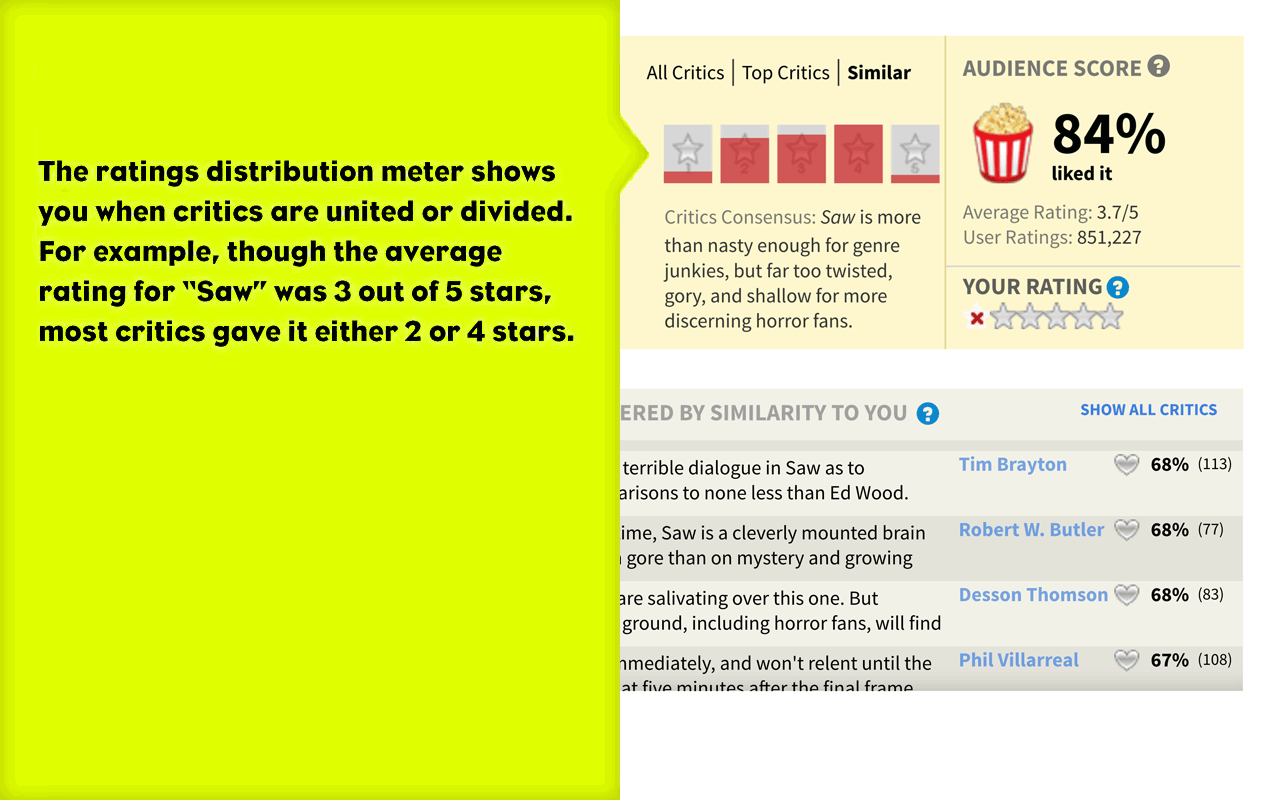 The ratings distribution meter shows
you when critics are united or divided.
For example, though the average
rating for "Saw" was 3 out of 5 stars,
most critics gave it either 2 or 4 stars.
All Critics | Top Critics | Similar
1 2 3 4 5
Critics Consensus: Saw is more
than nasty enough for genre
junkies, but far too twisted,
gory, and shallow for more
discerning horror fans.
AUDIENCE SCORE ?
84%
liked it
Average Rating: 3.7/5
User Ratings: 851,227
YOUR RATING ?
ERED BY SIMILARITY TO YOU ?
SHOW ALL CRITICS
terrible dialogue in Saw as to
arisons to none less than Ed Wood.
Tim Brayton 68% (113)
ime, Saw is a cleverly mounted brain
gore than on mystery and growing
Robert W. Butler 68% (77)
are salivating over this one. But
ground, including horror fans, will find
Desson Thomson 68% (83)
mmediately, and won't relent until the
at five minutes after the final frame
Phil Villarreal 67% (108)